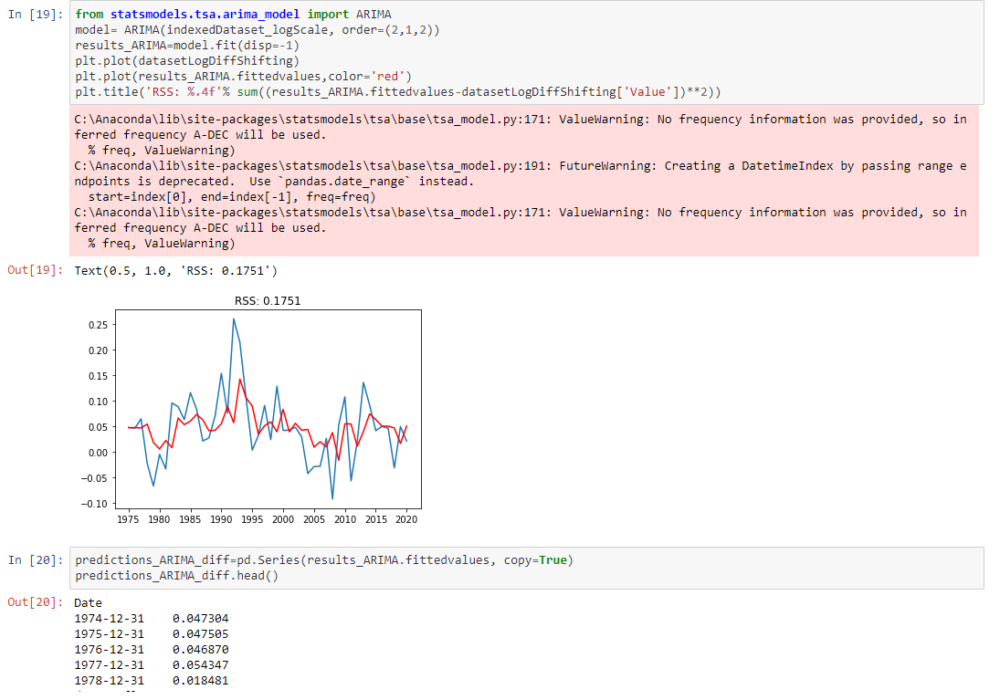 In [19]: from statsmodels.tsa.arima_model import ARIMA
model= ARIMA(indexedDataset_logScale, order=(2,1,2))
results_ARIMA=model.fit(disp=-1)
plt.plot(datasetLogDiffShifting)
plt.plot(results_ARIMA.fittedvalues,color='red')
plt.title('RSS: %.4f'% sum((results_ARIMA.fittedvalues-datasetLogDiffShifting['Value'])**2))
C:\Anaconda\lib\site-packages\statsmodels\tsa\base\tsa_model.py:171: ValueWarning: No frequency information was provided, so in
ferred frequency A-DEC will be used.
% freq, ValueWarning)
C:\Anaconda\lib\site-packages\statsmodels\tsa\base\tsa_model.py:191: FutureWarning: Creating a DatetimeIndex by passing range e
ndpoints is deprecated.  Use `pandas.date_range` instead.
start=index[0], end=index[-1], freq=freq)
C:\Anaconda\lib\site-packages\statsmodels\tsa\base\tsa_model.py:171: ValueWarning: No frequency information was provided, so in
ferred frequency A-DEC will be used.
% freq, ValueWarning)
Out[19]: Text(0.5, 1.0, 'RSS: 0.1751')
RSS: 0.1751
0.25
0.20
0.15
0.10
0.05
0.00
−0.05
−0.10
1975 1980 1985 1990 1995 2000 2005 2010 2015 2020
In [20]: predictions_ARIMA_diff=pd.Series(results_ARIMA.fittedvalues, copy=True)
predictions_ARIMA_diff.head()
Out[20]: Date
1974-12-31    0.047304
1975-12-31    0.047505
1976-12-31    0.046870
1977-12-31    0.054347
1978-12-31    0.018481